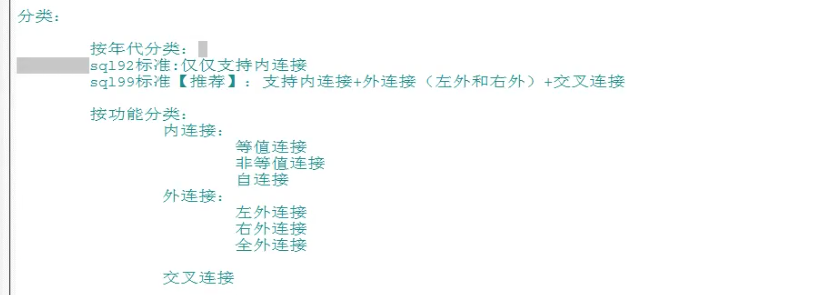 分类：
按年代分类：
sql92标准:仅仅支持内连接
sql99标准【推荐】：支持内连接+外连接（左外和右外）+交叉连接
按功能分类：
内连接：
等值连接
非等值连接
自连接
外连接：
左外连接
右外连接
全外连接
交叉连接